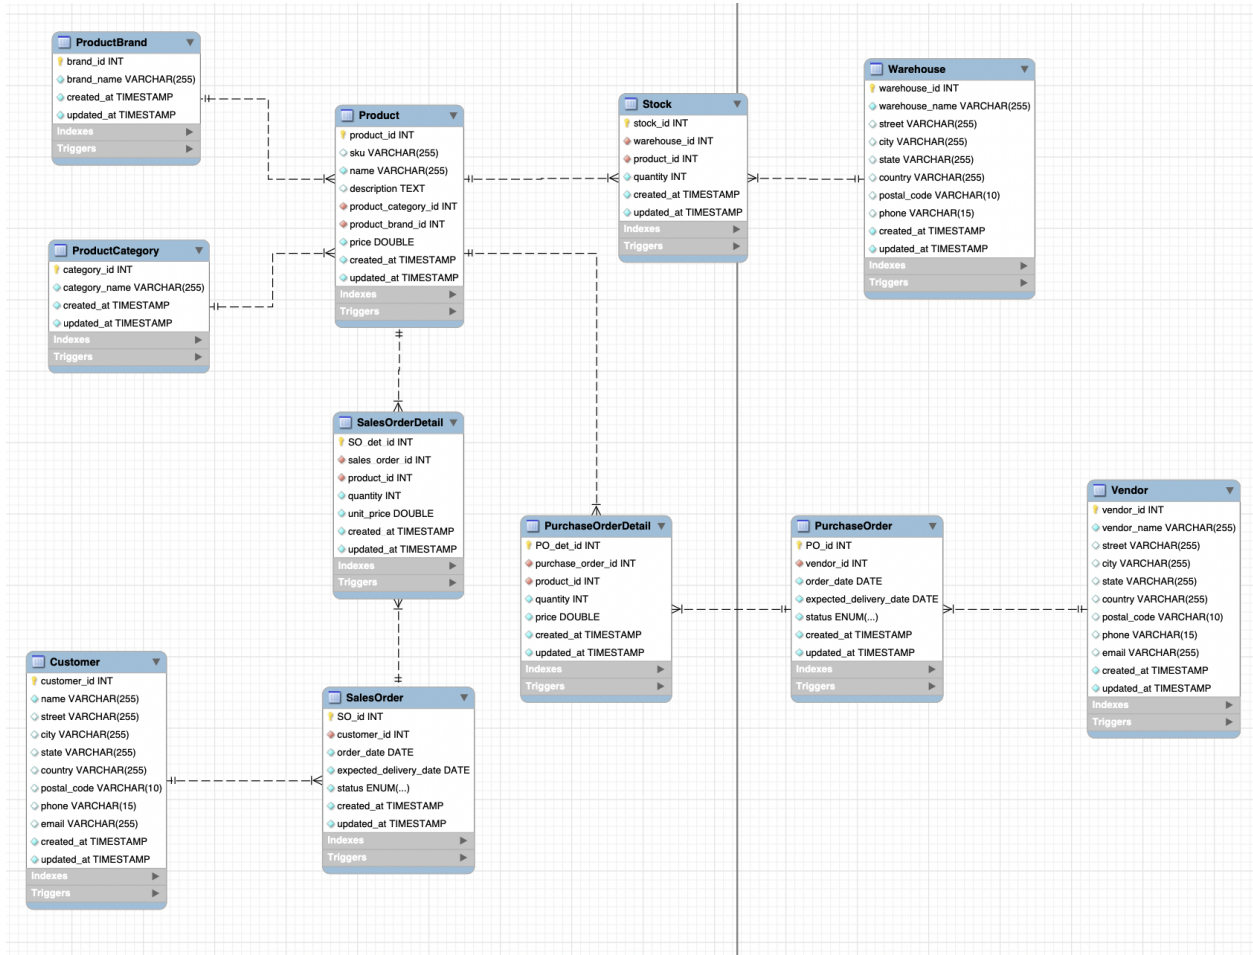 ProductBrand
brand_id INT
brand_name VARCHAR(255)
created_at TIMESTAMP
updated_at TIMESTAMP
Indexes
Triggers
ProductCategory
category_id INT
category_name VARCHAR(255)
created_at TIMESTAMP
updated_at TIMESTAMP
Indexes
Triggers
Product
product_id INT
sku VARCHAR(255)
name VARCHAR(255)
description TEXT
product_category_id INT
product_brand_id INT
price DOUBLE
created_at TIMESTAMP
updated_at TIMESTAMP
Indexes
Triggers
Stock
stock_id INT
warehouse_id INT
product_id INT
quantity INT
created_at TIMESTAMP
updated_at TIMESTAMP
Indexes
Triggers
Warehouse
warehouse_id INT
warehouse_name VARCHAR(255)
street VARCHAR(255)
city VARCHAR(255)
state VARCHAR(255)
country VARCHAR(255)
postal_code VARCHAR(10)
phone VARCHAR(15)
created_at TIMESTAMP
updated_at TIMESTAMP
Indexes
Triggers
SalesOrderDetail
SO_det_id INT
sales_order_id INT
product_id INT
quantity INT
unit_price DOUBLE
created_at TIMESTAMP
updated_at TIMESTAMP
Indexes
Triggers
PurchaseOrderDetail
PO_det_id INT
purchase_order_id INT
product_id INT
quantity INT
price DOUBLE
created_at TIMESTAMP
updated_at TIMESTAMP
Indexes
Triggers
PurchaseOrder
PO_id INT
vendor_id INT
order_date DATE
expected_delivery_date DATE
status ENUM(...)
created_at TIMESTAMP
updated_at TIMESTAMP
Indexes
Triggers
Vendor
vendor_id INT
vendor_name VARCHAR(255)
street VARCHAR(255)
city VARCHAR(255)
state VARCHAR(255)
country VARCHAR(255)
postal_code VARCHAR(10)
phone VARCHAR(15)
email VARCHAR(255)
created_at TIMESTAMP
updated_at TIMESTAMP
Indexes
Triggers
Customer
customer_id INT
name VARCHAR(255)
street VARCHAR(255)
city VARCHAR(255)
state VARCHAR(255)
country VARCHAR(255)
postal_code VARCHAR(10)
phone VARCHAR(15)
email VARCHAR(255)
created_at TIMESTAMP
updated_at TIMESTAMP
Indexes
Triggers
SalesOrder
SO_id INT
customer_id INT
order_date DATE
expected_delivery_date DATE
status ENUM(...)
created_at TIMESTAMP
updated_at TIMESTAMP
Indexes
Triggers